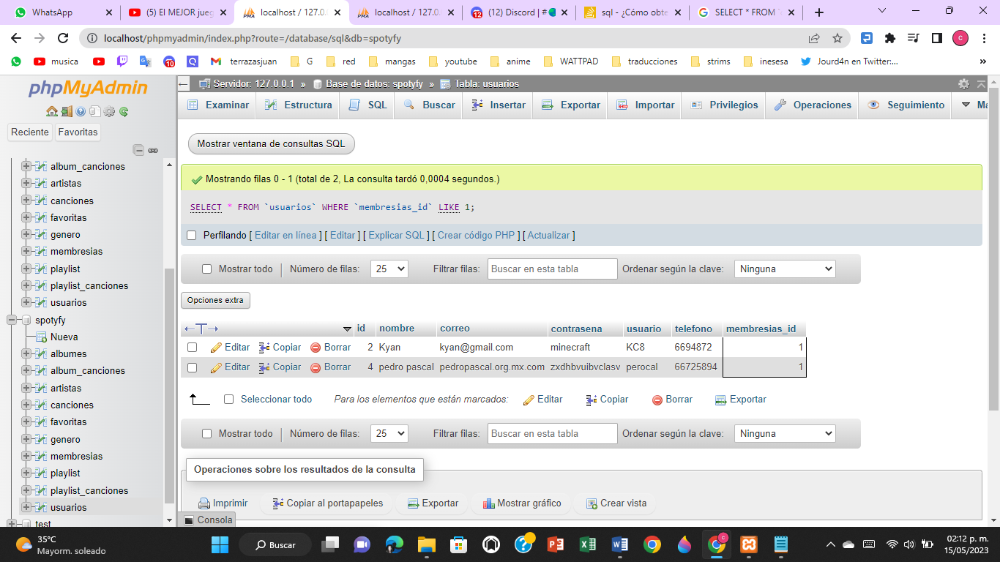 WhatsApp
(5) El MEJOR jueg
localhost / 127.0.
localhost / 127.0.
(12) Discord | #
sql - ¿Cómo obte
SELECT * FROM `
localhost/phpmyadmin/index.php?route=/database/sql&db=spotyfy
c
musica
10
terrazasjuan
G
red
mangas
youtube
anime
WATTPAD
traducciones
strims
inesesa
Jourd4n en Twitter:...
»
phpMyAdmin
Reciente
Favoritas
album_canciones
artistas
canciones
favoritas
genero
membresias
playlist
playlist_canciones
usuarios
spotyfy
Nueva
albumes
album_canciones
artistas
canciones
favoritas
genero
membresias
playlist
playlist_canciones
usuarios
test
Servidor: 127.0.0.1 » Base de datos: spotyfy » Tabla: usuarios
Examinar
Estructura
SQL
Buscar
Insertar
Exportar
Importar
Privilegios
Operaciones
Seguimiento
Má
Mostrar ventana de consultas SQL
Mostrando filas 0 - 1 (total de 2, La consulta tardó 0,0004 segundos.)
SELECT * FROM `usuarios` WHERE `membresias_id` LIKE 1;
Perfilando [ Editar en línea ] [ Editar ] [ Explicar SQL ] [ Crear código PHP ] [ Actualizar ]
Mostrar todo | Número de filas: 25 Filtrar filas: Buscar en esta tabla Ordenar según la clave: Ninguna
Opciones extra
id nombre correo contrasena usuario telefono membresias_id
Editar Copiar Borrar 2 Kyan kyan@gmail.com minecraft KC8 6694872 1
Editar Copiar Borrar 4 pedro pascal pedropascal.org.mx.com zxdhbvuibvclasv perocal 66725894 1
Seleccionar todo Para los elementos que están marcados: Editar Copiar Borrar Exportar
Mostrar todo | Número de filas: 25 Filtrar filas: Buscar en esta tabla Ordenar según la clave: Ninguna
Operaciones sobre los resultados de la consulta
Imprimir
Copiar al portapapeles
Exportar
Mostrar gráfico
Crear vista
Consola
35°C
Mayorm. soleado
Buscar
02:12 p. m.
15/05/2023